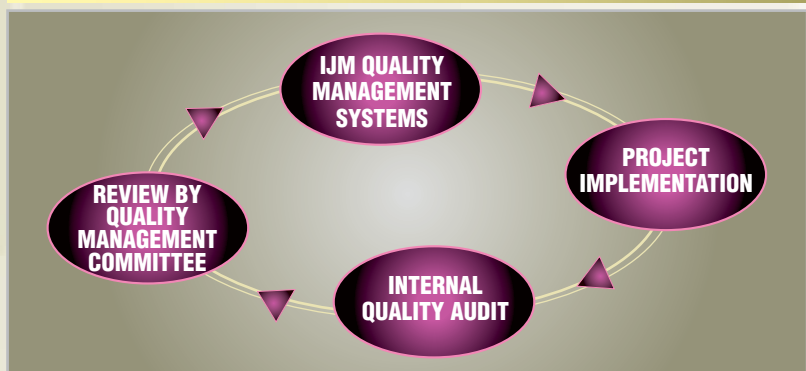 IJM QUALITY
MANAGEMENT
SYSTEMS
PROJECT
IMPLEMENTATION
INTERNAL
QUALITY AUDIT
REVIEW BY
QUALITY
MANAGEMENT
COMMITTEE